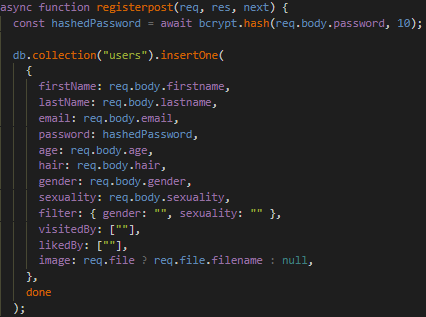 async function registerpost(req, res, next) {
const hashedPassword = await bcrypt.hash(req.body.password, 10);
db.collection("users").insertOne(
{
firstName: req.body.firstname,
lastName: req.body.lastname,
email: req.body.email,
password: hashedPassword,
age: req.body.age,
hair: req.body.hair,
gender: req.body.gender,
sexuality: req.body.sexuality,
filter: { gender: "", sexuality: "" },
visitedBy: [""],
likedBy: [""],
image: req.file ? req.file.filename : null,
},
done
);